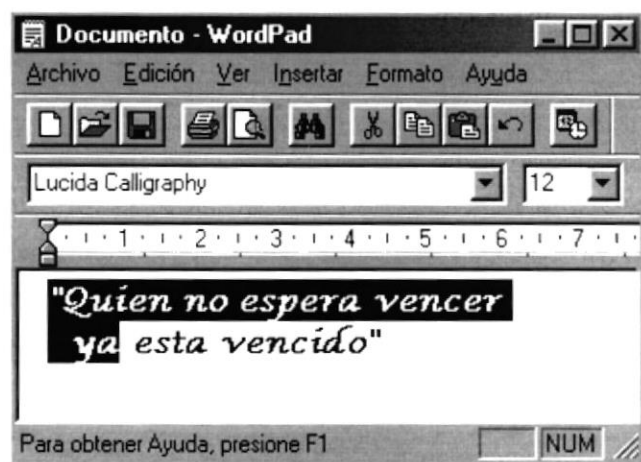 Documento - WordPad
Archivo Edición Ver Insertar Formato Ayuda
Lucida Calligraphy 12
1 2 3 4 5 6 7
"Quien no espera vencer
ya esta vencido"
Para obtener Ayuda, presione F1 NUM